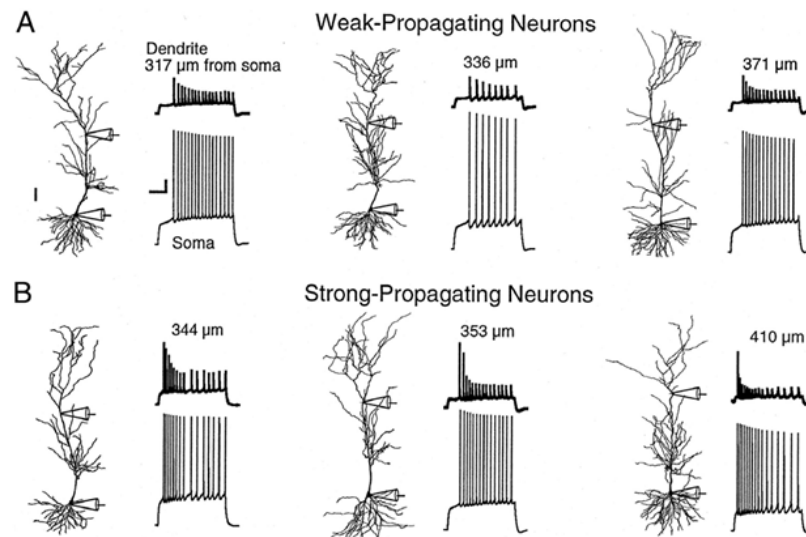 A
Weak-Propagating Neurons
Dendrite
317 µm from soma
336 µm
371 µm
Soma
B
Strong-Propagating Neurons
344 µm
353 µm
410 µm